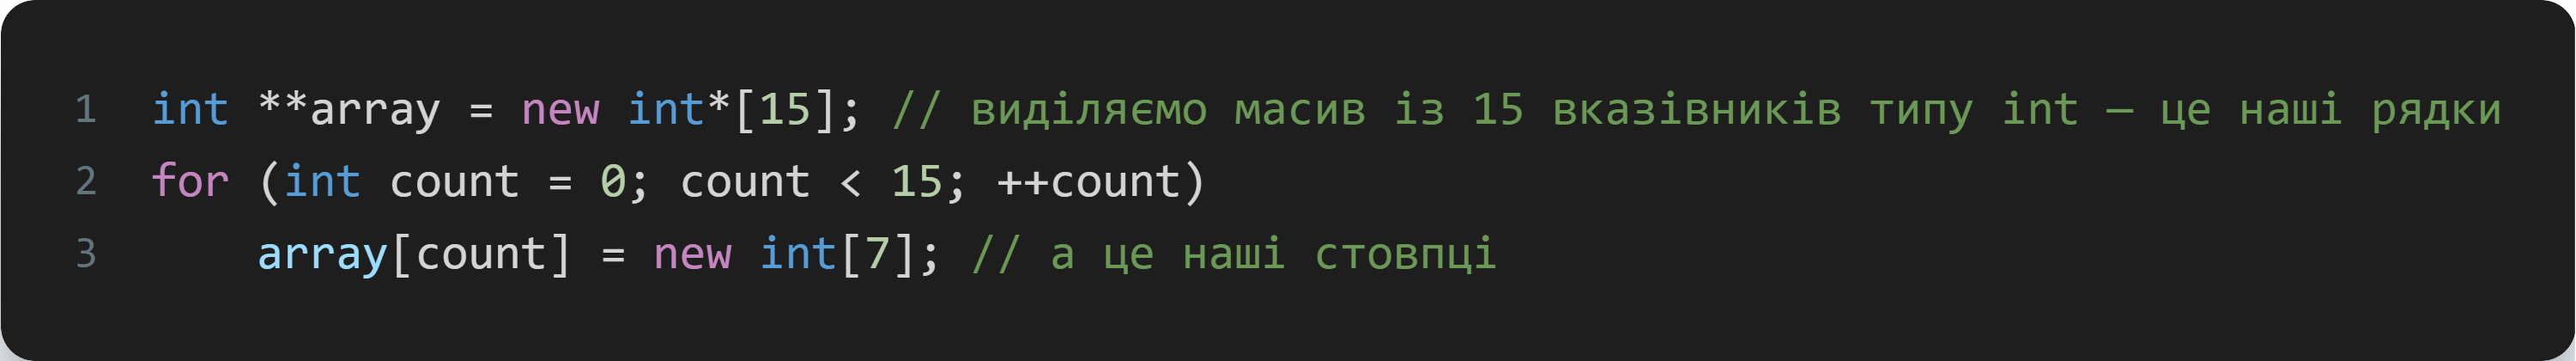 1 int **array = new int*[15]; // виділяємо масив із 15 вказівників типу int — це наші рядки
2 for (int count = 0; count < 15; ++count)
3     array[count] = new int[7]; // а це наші стовпці